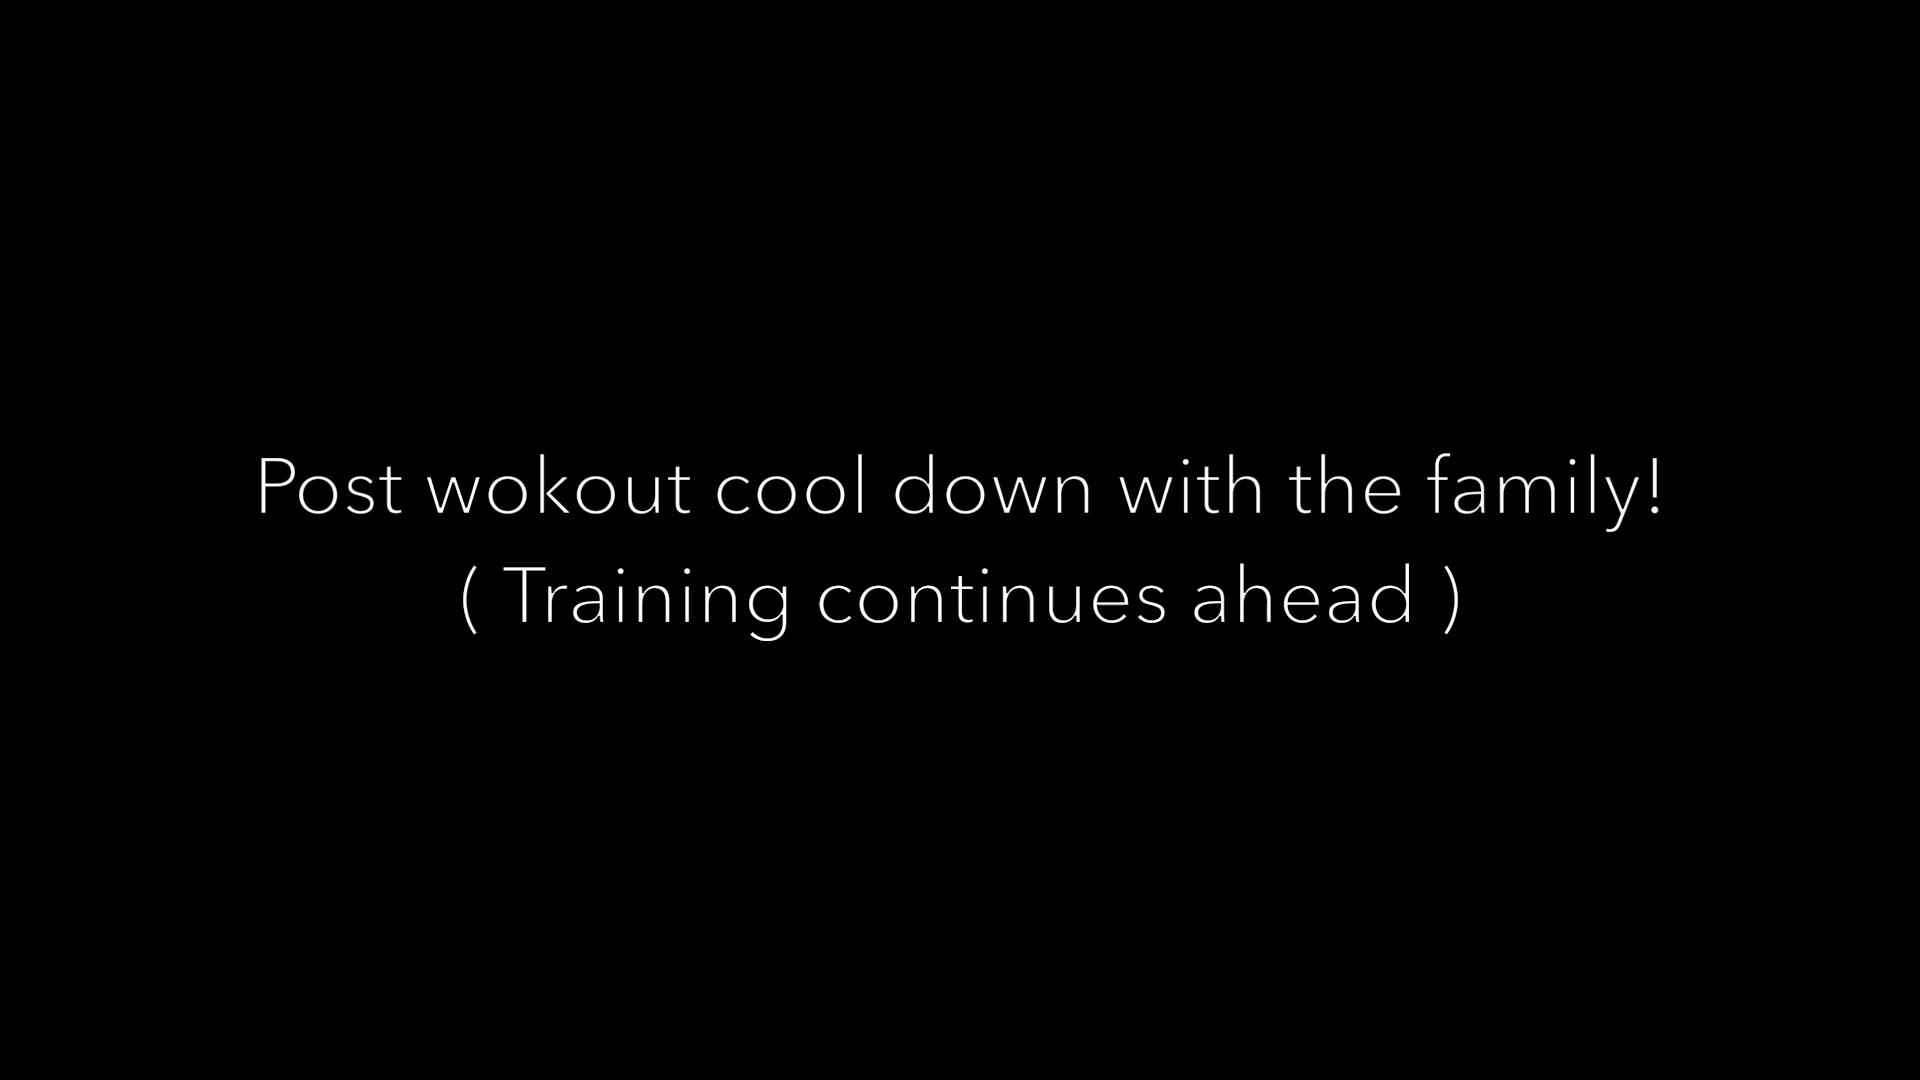 Post wokout cool down with the family!
( Training continues ahead )